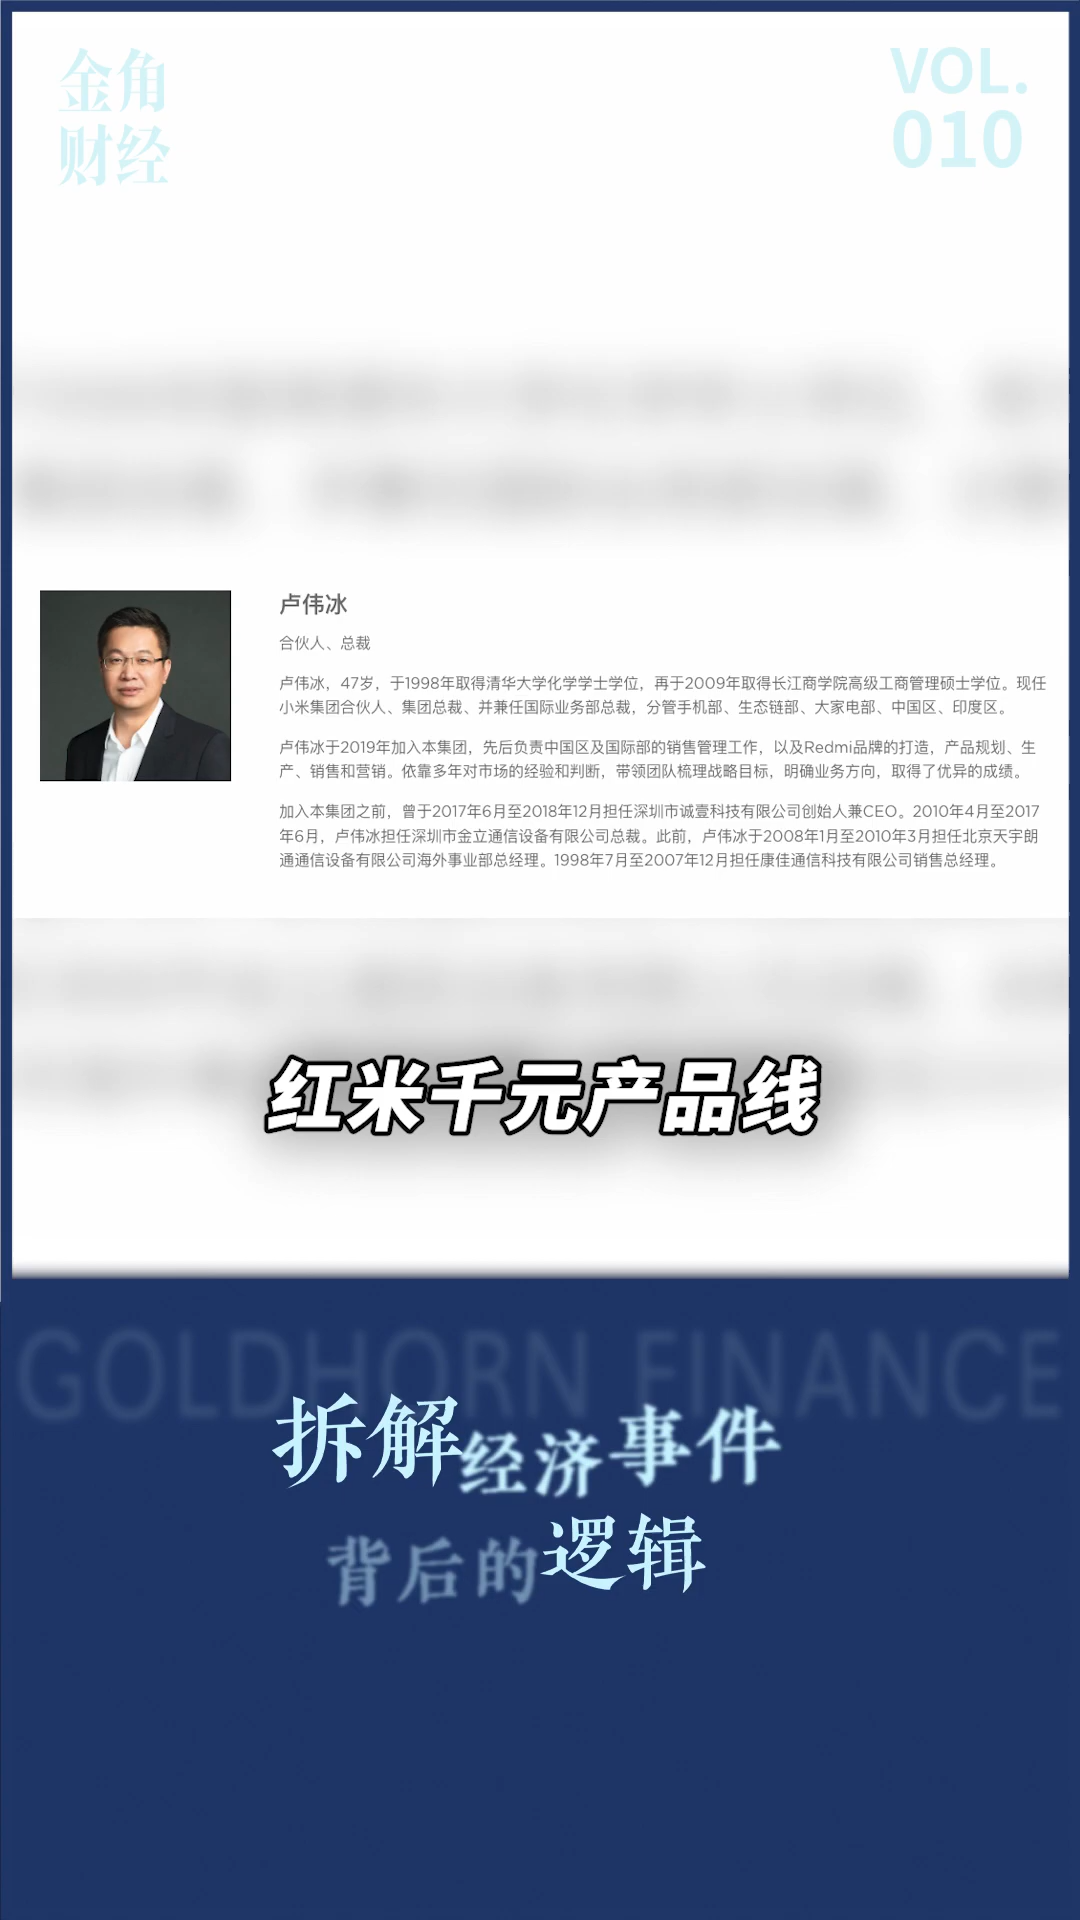 金角
财经
VOL.
010
卢伟冰
合伙人、总裁
卢伟冰，47岁，于1998年取得清华大学化学学士学位，再于2009年取得长江商学院高级工商管理硕士学位。现任
小米集团合伙人、集团总裁、并兼任国际业务部总裁，分管手机部、生态链部、大家电部、中国区、印度区。
卢伟冰于2019年加入本集团，先后负责中国区及国际部的销售管理工作，以及Redmi品牌的打造，产品规划、生
产、销售和营销。依靠多年对市场的经验和判断，带领团队梳理战略目标，明确业务方向，取得了优异的成绩。
加入本集团之前，曾于2017年6月至2018年12月担任深圳市诚壹科技有限公司创始人兼CEO。2010年4月至2017
年6月，卢伟冰担任深圳市金立通信设备有限公司总裁。此前，卢伟冰于2008年1月至2010年3月担任北京天宇朗
通通信设备有限公司海外事业部总经理。1998年7月至2007年12月担任康佳通信科技有限公司销售总经理。
红米千元产品线
GOLDHORN FINANCE
拆解经济事件
背后的逻辑